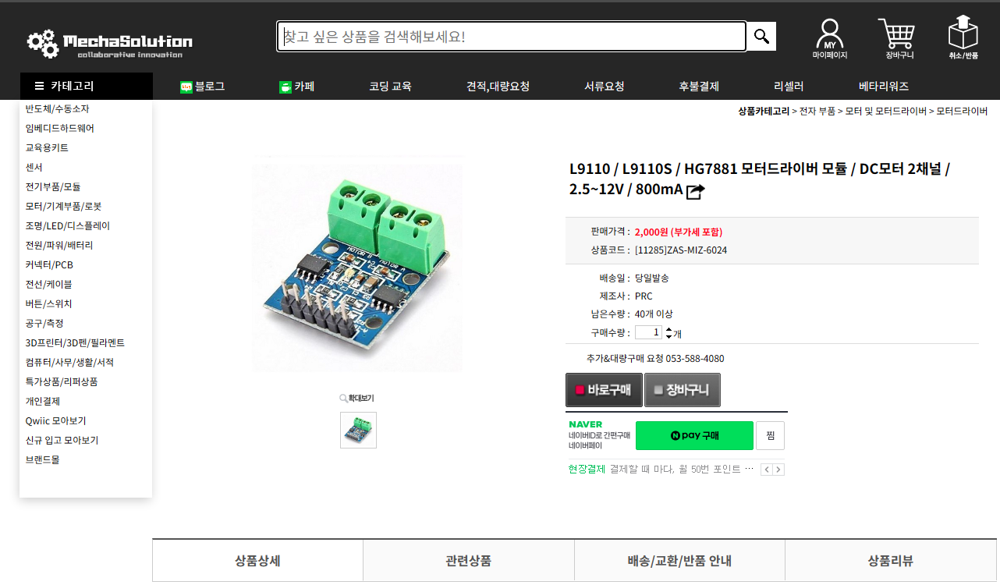 MechaSolution
collaborative innovation
찾고 싶은 상품을 검색해보세요!
MY
마이페이지
장바구니
취소/반품
카테고리
블로그
카페
코딩 교육
견적,대량요청
서류요청
후불결제
리셀러
베타리워즈
상품카테고리 > 전자 부품 > 모터 및 모터드라이버 > 모터드라이버
반도체/수동소자
임베디드하드웨어
교육용키트
센서
전기부품/모듈
모터/기계부품/로봇
조명/LED/디스플레이
전원/파워/배터리
커넥터/PCB
전선/케이블
버튼/스위치
공구/측정
3D프린터/3D펜/필라멘트
컴퓨터/사무/생활/서적
특가상품/리퍼상품
개인결제
Qwiic 모아보기
신규 입고 모아보기
브랜드몰
MOTOR B
MOTOR A
확대보기
L9110 / L9110S / HG7881 모터드라이버 모듈 / DC모터 2채널 /
2.5~12V / 800mA
판매가격 : 2,000원 (부가세 포함)
상품코드 : [11285]ZAS-MIZ-6024
배송일 : 당일발송
제조사 : PRC
남은수량 : 40개 이상
구매수량 : 1 개
추가&대량구매 요청 053-588-4080
바로구매
장바구니
NAVER
네이버ID로 간편구매
네이버페이
N pay 구매
찜
현장결제 결제할 때 마다, 월 50번 포인트 ···
상품상세
관련상품
배송/교환/반품 안내
상품리뷰